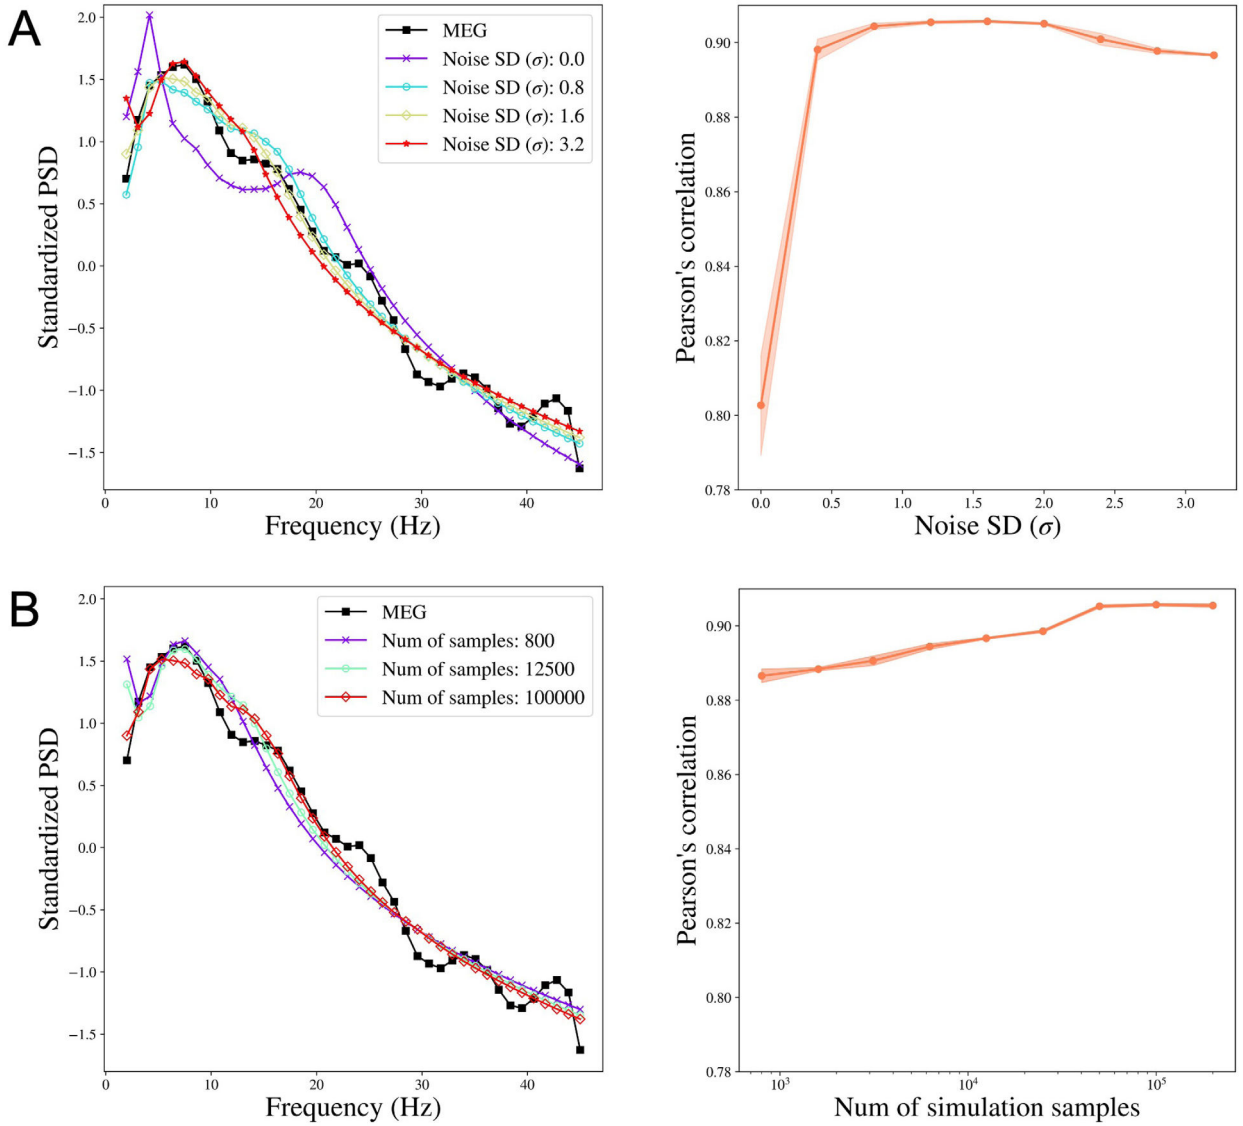 A
Standardized PSD
2.0
1.5
1.0
0.5
0.0
−0.5
−1.0
−1.5
0
10
20
30
40
Frequency (Hz)
MEG
Noise SD (σ): 0.0
Noise SD (σ): 0.8
Noise SD (σ): 1.6
Noise SD (σ): 3.2
Pearson's correlation
0.90
0.88
0.86
0.84
0.82
0.80
0.78
0.0
0.5
1.0
1.5
2.0
2.5
3.0
Noise SD (σ)
B
Standardized PSD
2.0
1.5
1.0
0.5
0.0
−0.5
−1.0
−1.5
0
10
20
30
40
Frequency (Hz)
MEG
Num of samples: 800
Num of samples: 12500
Num of samples: 100000
Pearson's correlation
0.90
0.88
0.86
0.84
0.82
0.80
0.78
10³
10⁴
10⁵
Num of simulation samples